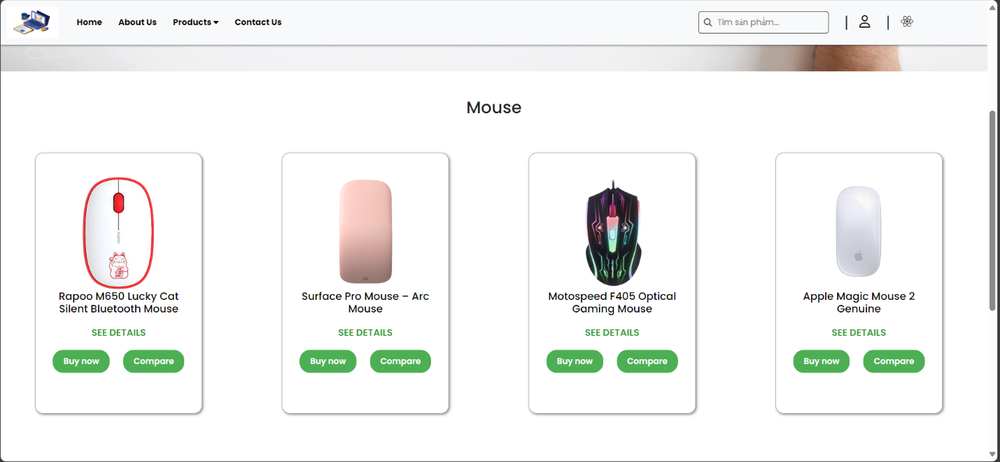 Home About Us Products Contact Us Tìm sản phẩm...
Mouse
Rapoo M650 Lucky Cat
Silent Bluetooth Mouse
SEE DETAILS
Buy now Compare
Surface Pro Mouse – Arc
Mouse
SEE DETAILS
Buy now Compare
Motospeed F405 Optical
Gaming Mouse
SEE DETAILS
Buy now Compare
Apple Magic Mouse 2
Genuine
SEE DETAILS
Buy now Compare